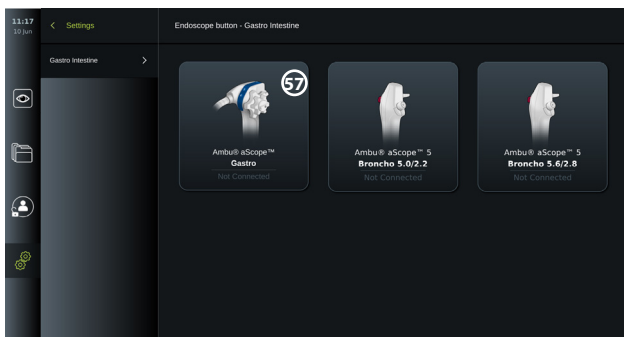 11:17
10 Jun
Settings
Endoscope button - Gastro Intestine
Gastro Intestine
57
Ambu® aScope™
Gastro
Not Connected
Ambu® aScope™ 5
Broncho 5.0/2.2
Not Connected
Ambu® aScope™ 5
Broncho 5.6/2.8
Not Connected